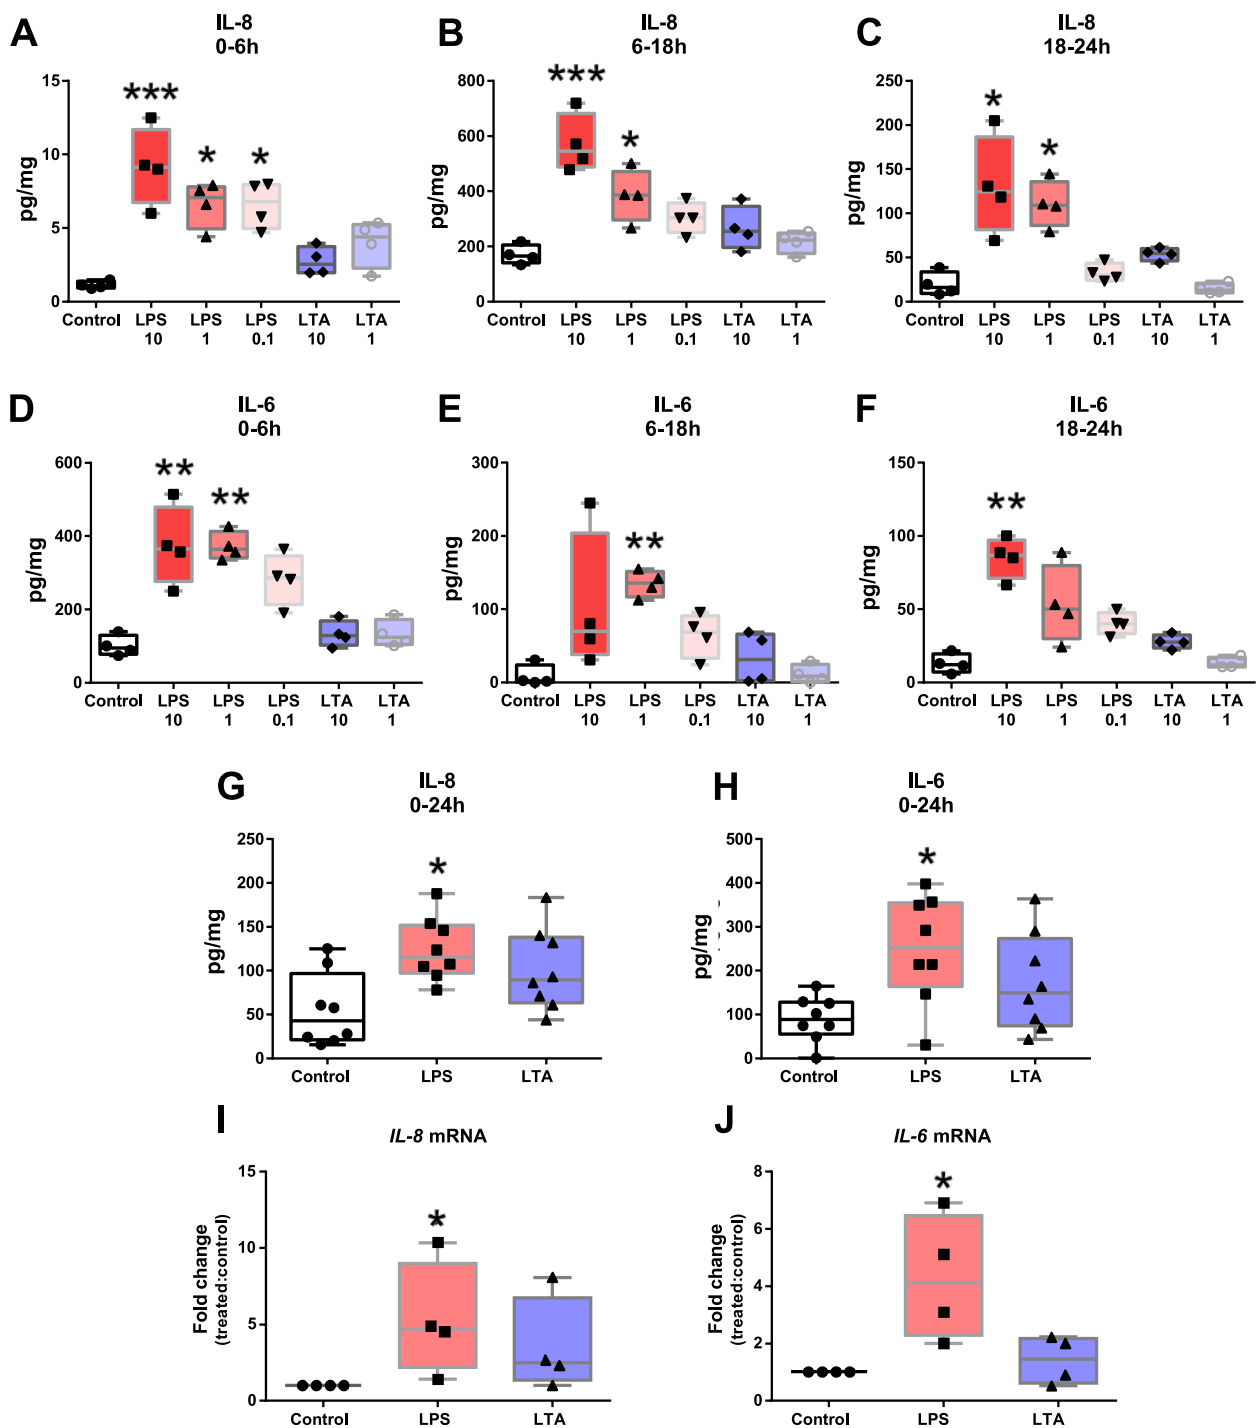 A
IL-8
0-6h
***
*
*
15
10
5
0
pg/mg
Control
LPS
10
LPS
1
LPS
0.1
LTA
10
LTA
1
B
IL-8
6-18h
***
*
800
600
400
200
0
pg/mg
Control
LPS
10
LPS
1
LPS
0.1
LTA
10
LTA
1
C
IL-8
18-24h
*
*
250
200
150
100
50
0
pg/mg
Control
LPS
10
LPS
1
LPS
0.1
LTA
10
LTA
1
D
IL-6
0-6h
**
**
600
400
200
0
pg/mg
Control
LPS
10
LPS
1
LPS
0.1
LTA
10
LTA
1
E
IL-6
6-18h
**
300
200
100
0
pg/mg
Control
LPS
10
LPS
1
LPS
0.1
LTA
10
LTA
1
F
IL-6
18-24h
**
150
100
50
0
pg/mg
Control
LPS
10
LPS
1
LPS
0.1
LTA
10
LTA
1
G
IL-8
0-24h
*
250
200
150
100
50
0
pg/mg
Control
LPS
LTA
H
IL-6
0-24h
*
500
400
300
200
100
0
pg/mg
Control
LPS
LTA
I
IL-8 mRNA
*
15
10
5
0
Fold change
(treated:control)
Control
LPS
LTA
J
IL-6 mRNA
*
8
6
4
2
0
Fold change
(treated:control)
Control
LPS
LTA